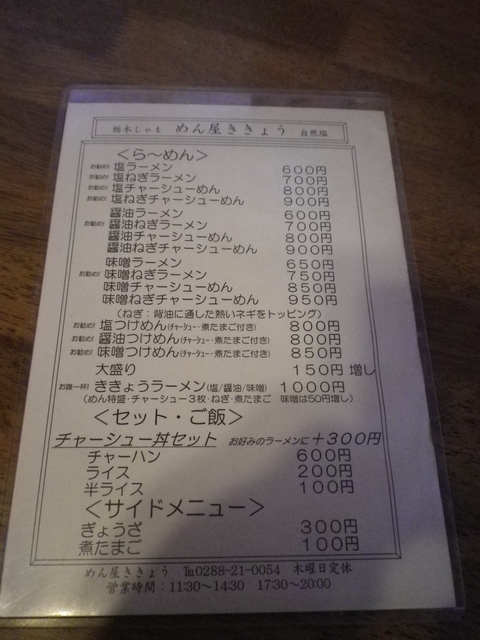 栃木しゃも めん屋ききょう 自然塩
＜ら～めん＞
お勧め! 塩ラーメン 600円
お勧め! 塩ねぎラーメン 700円
お勧め! 塩チャーシューめん 800円
お勧め! 塩ねぎチャーシューめん 900円
醤油ラーメン 600円
お勧め! 醤油ねぎラーメン 700円
醤油チャーシューめん 800円
醤油ねぎチャーシューめん 900円
味噌ラーメン 650円
お勧め! 味噌ねぎラーメン 750円
味噌チャーシューめん 850円
味噌ねぎチャーシューめん 950円
（ねぎ：背油に通した熱いネギをトッピング）
お勧め! 塩つけめん(チャーシュー・煮たまご付き) 800円
お勧め! 醤油つけめん(チャーシュー・煮たまご付き) 800円
お勧め! 味噌つけめん(チャーシュー・煮たまご付き) 850円
大盛り 150円 増し
お腹一杯! ききょうラーメン(塩/醤油/味噌) 1000円
（めん特盛・チャーシュー3枚・ねぎ・煮たまご 味噌は50円増し）
＜セット・ご飯＞
チャーシュー丼セット お好みのラーメンに＋300円
チャーハン 600円
ライス 200円
半ライス 100円
＜サイドメニュー＞
ぎょうざ 300円
煮たまご 100円
めん屋ききょう ℡0288-21-0054 木曜日定休
営業時間：11:30～14:30 17:30～20:00